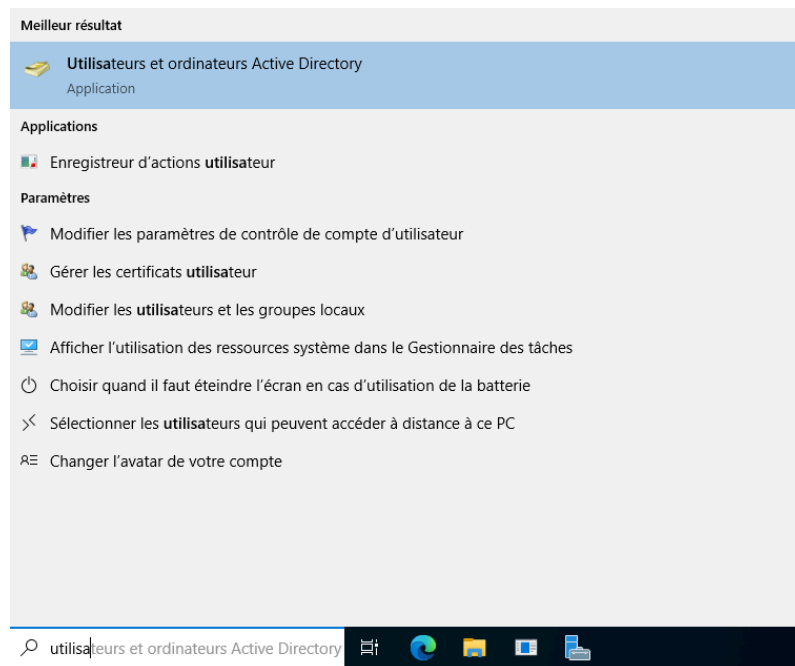 Meilleur résultat
Utilisateurs et ordinateurs Active Directory
Application
Applications
Enregistreur d’actions utilisateur
Paramètres
Modifier les paramètres de contrôle de compte d’utilisateur
Gérer les certificats utilisateur
Modifier les utilisateurs et les groupes locaux
Afficher l’utilisation des ressources système dans le Gestionnaire des tâches
Choisir quand il faut éteindre l’écran en cas d’utilisation de la batterie
Sélectionner les utilisateurs qui peuvent accéder à distance à ce PC
Changer l’avatar de votre compte
utilisateurs et ordinateurs Active Directory